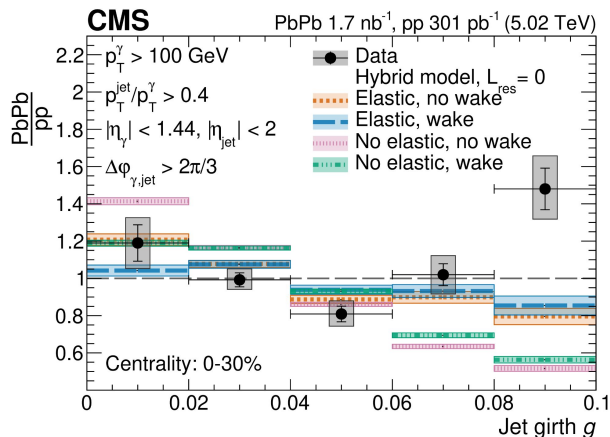 CMS
PbPb 1.7 nb⁻¹, pp 301 pb⁻¹ (5.02 TeV)
p_T^γ > 100 GeV
p_T^jet/p_T^γ > 0.4
|η_γ| < 1.44, |η_jet| < 2
Δφ_γ,jet > 2π/3
Data
Hybrid model, L_res = 0
Elastic, no wake
Elastic, wake
No elastic, no wake
No elastic, wake
PbPb
pp
2.2
2
1.8
1.6
1.4
1.2
1
0.8
0.6
Centrality: 0-30%
0 0.02 0.04 0.06 0.08 0.1
Jet girth g